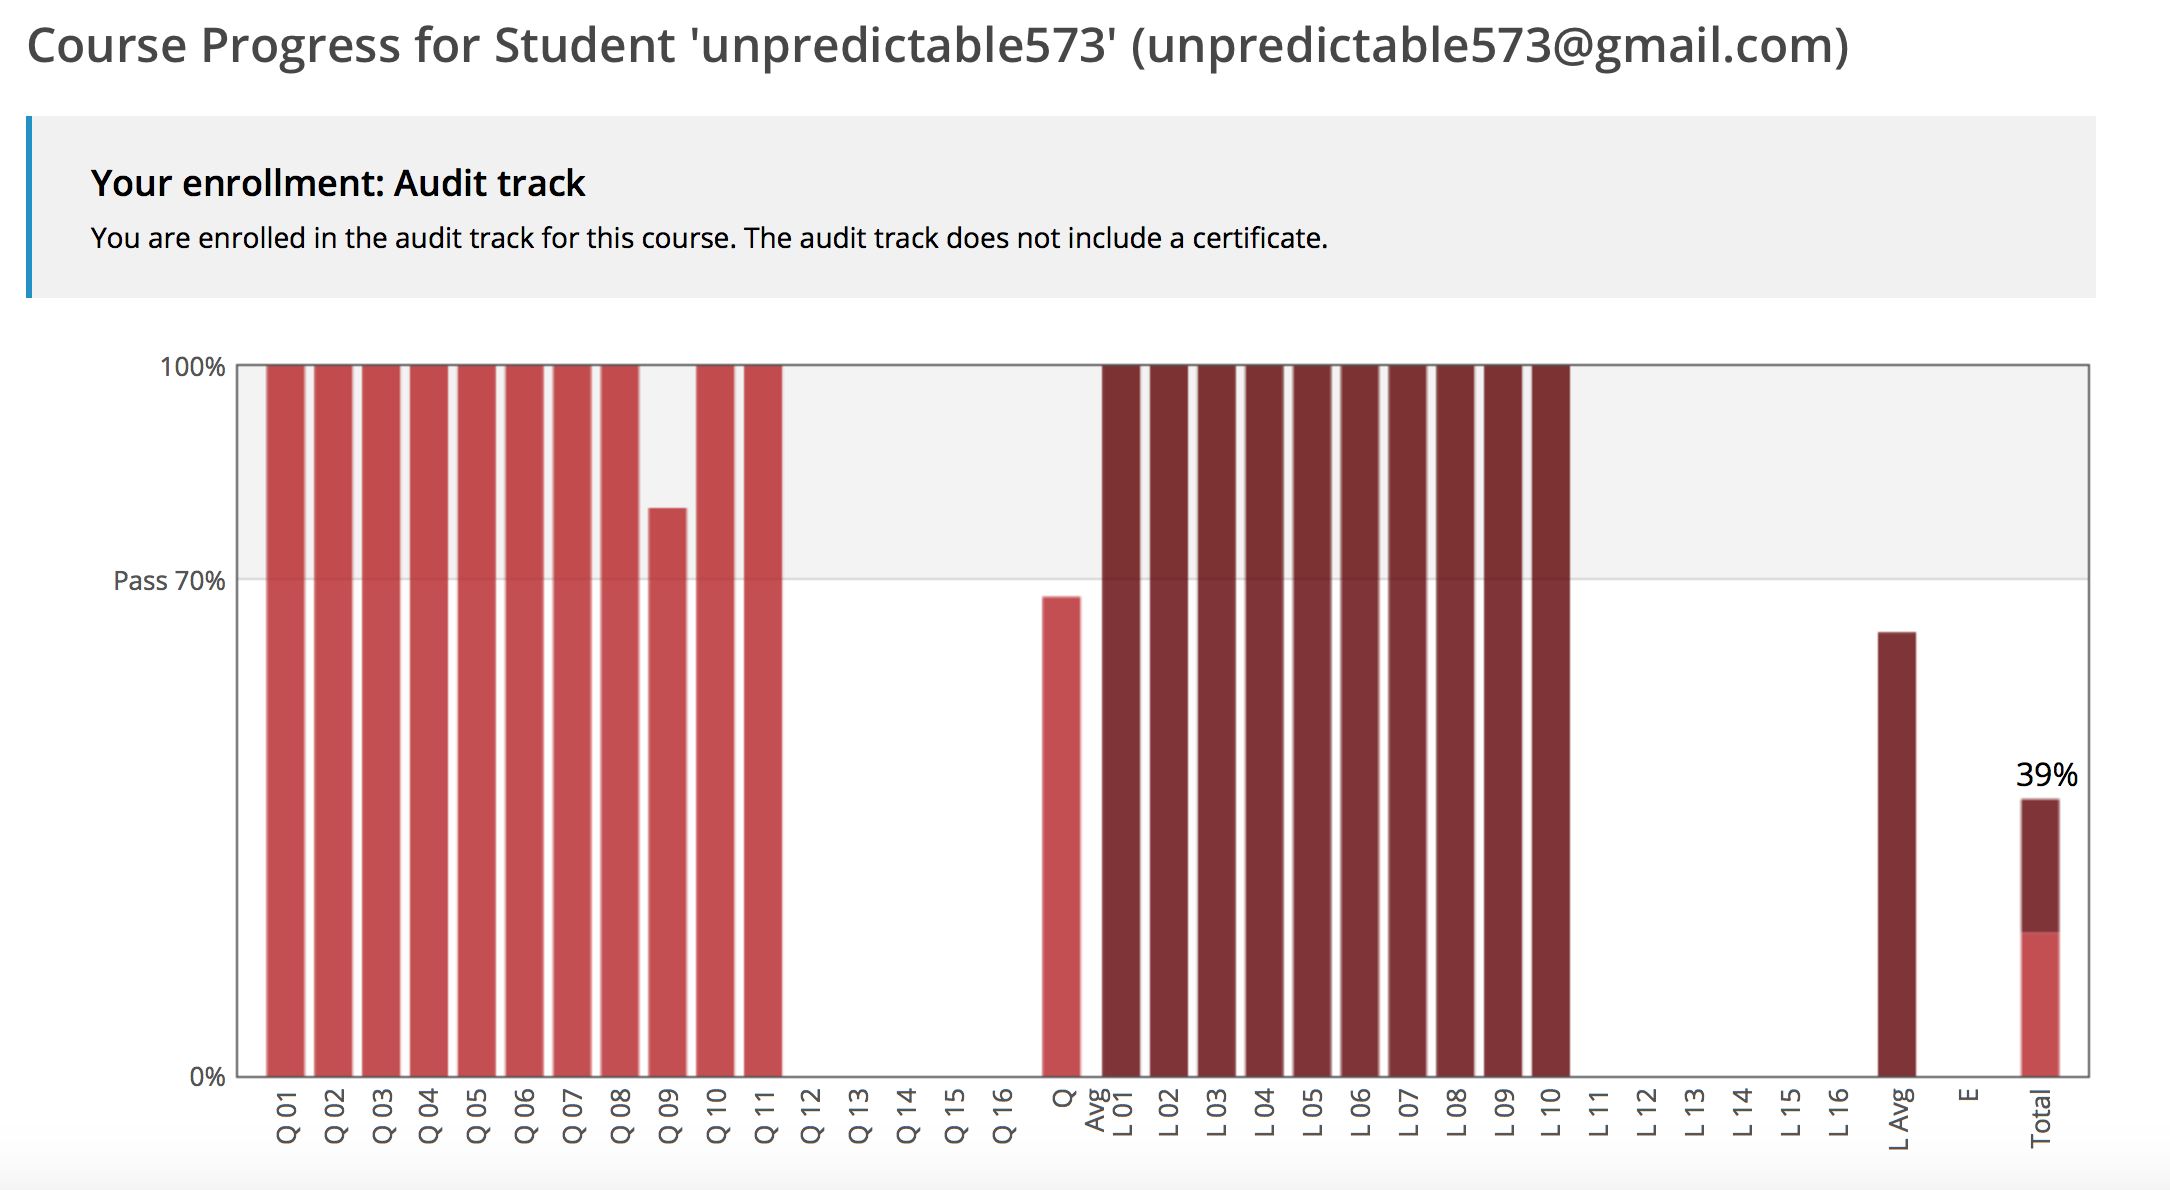 Course Progress for Student 'unpredictable573' (unpredictable573@gmail.com)
Your enrollment: Audit track
You are enrolled in the audit track for this course. The audit track does not include a certificate.
100%
Pass 70%
0%
39%
Q 01
Q 02
Q 03
Q 04
Q 05
Q 06
Q 07
Q 08
Q 09
Q 10
Q 11
Q 12
Q 13
Q 14
Q 15
Q 16
Q
Avg
L 01
L 02
L 03
L 04
L 05
L 06
L 07
L 08
L 09
L 10
L 11
L 12
L 13
L 14
L 15
L 16
L Avg
E
Total